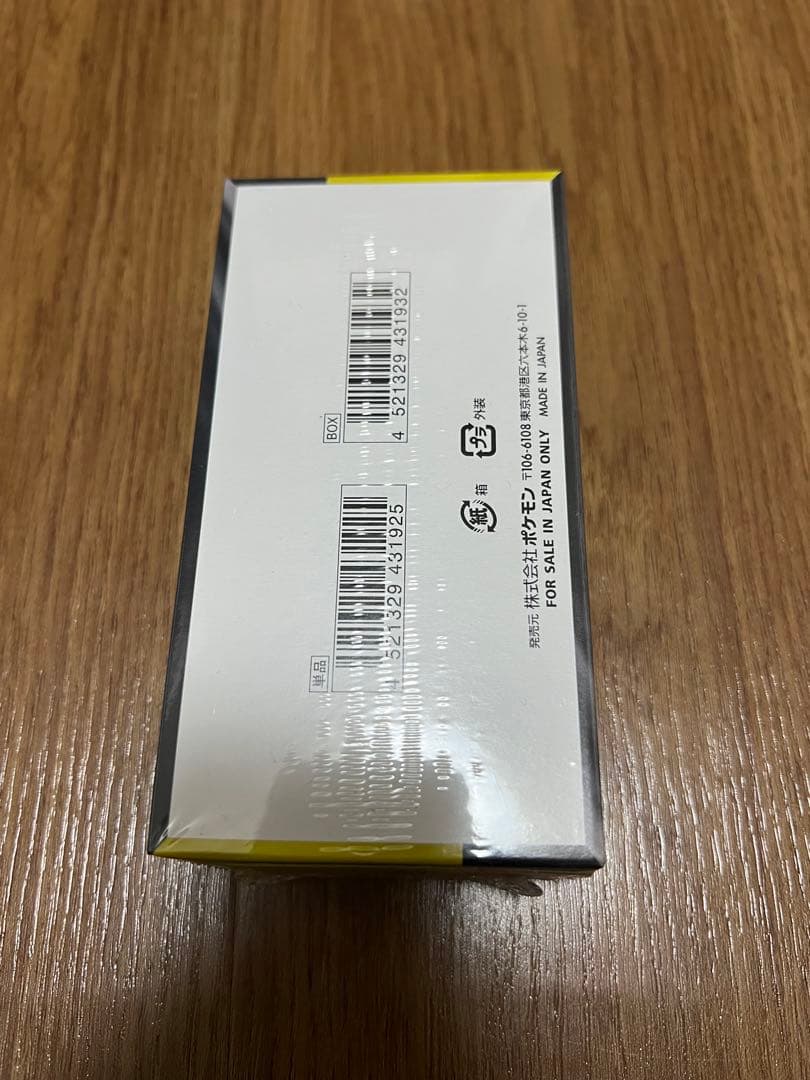 単品
4 521329 431925
BOX
4 521329 431932
紙 箱 プラ 外装
発売元 株式会社 ポケモン 〒106-6108 東京都港区六本木6-10-1
FOR SALE IN JAPAN ONLY MADE IN JAPAN